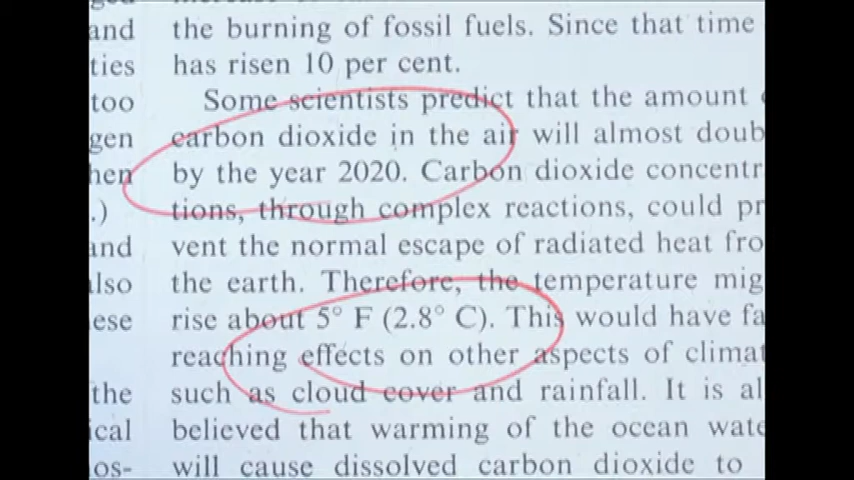 and
ties
too
gen
hen
.)
and
also
ese
the
ical
os-
the burning of fossil fuels. Since that time
has risen 10 per cent.
Some scientists predict that the amount
carbon dioxide in the air will almost doub
by the year 2020. Carbon dioxide concentr
tions, through complex reactions, could pr
vent the normal escape of radiated heat fro
the earth. Therefore, the temperature mig
rise about 5° F (2.8° C). This would have fa
reaching effects on other aspects of climat
such as cloud cover and rainfall. It is al
believed that warming of the ocean wate
will cause dissolved carbon dioxide to